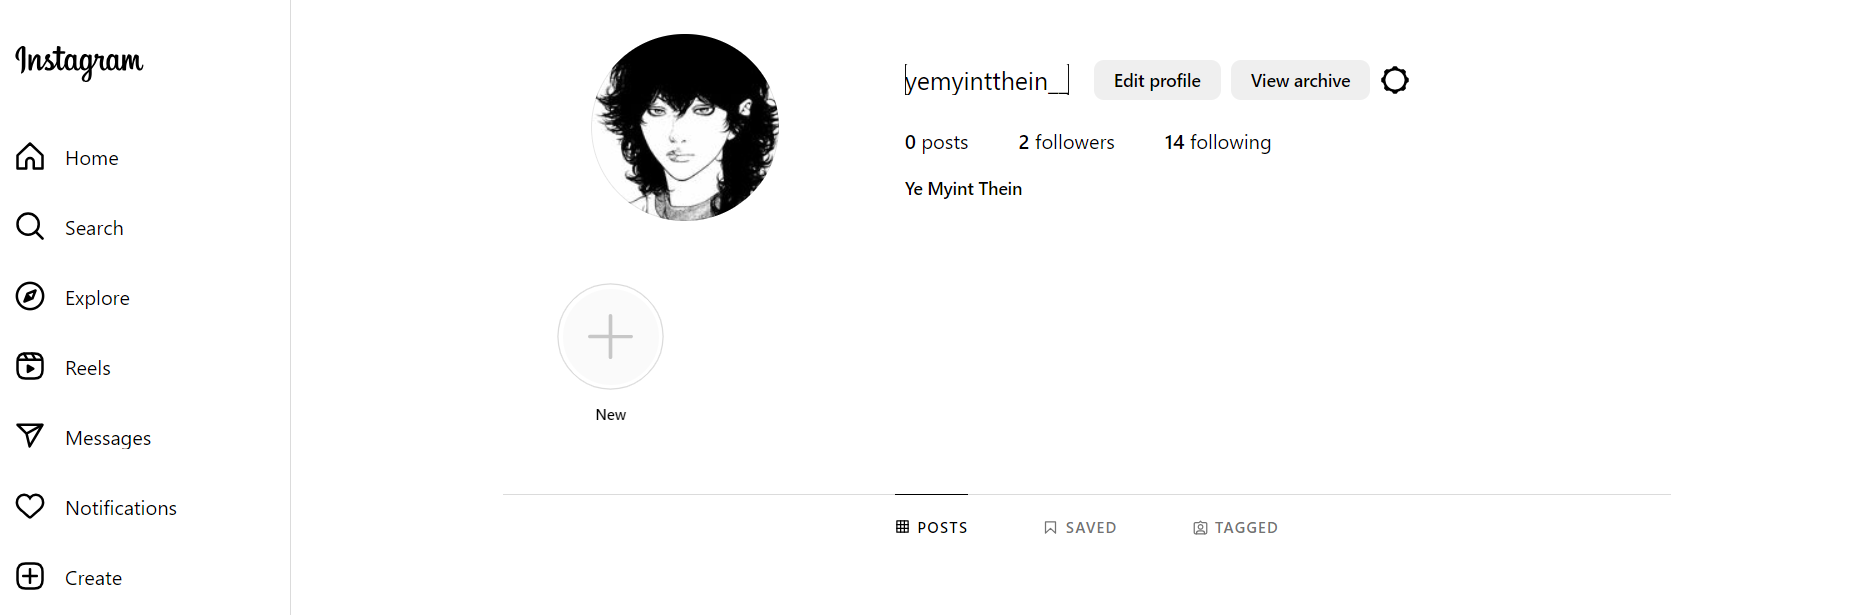 Instagram
Home
Search
Explore
Reels
Messages
Notifications
Create
yemyintthein__ Edit profile View archive
0 posts 2 followers 14 following
Ye Myint Thein
New
POSTS SAVED TAGGED